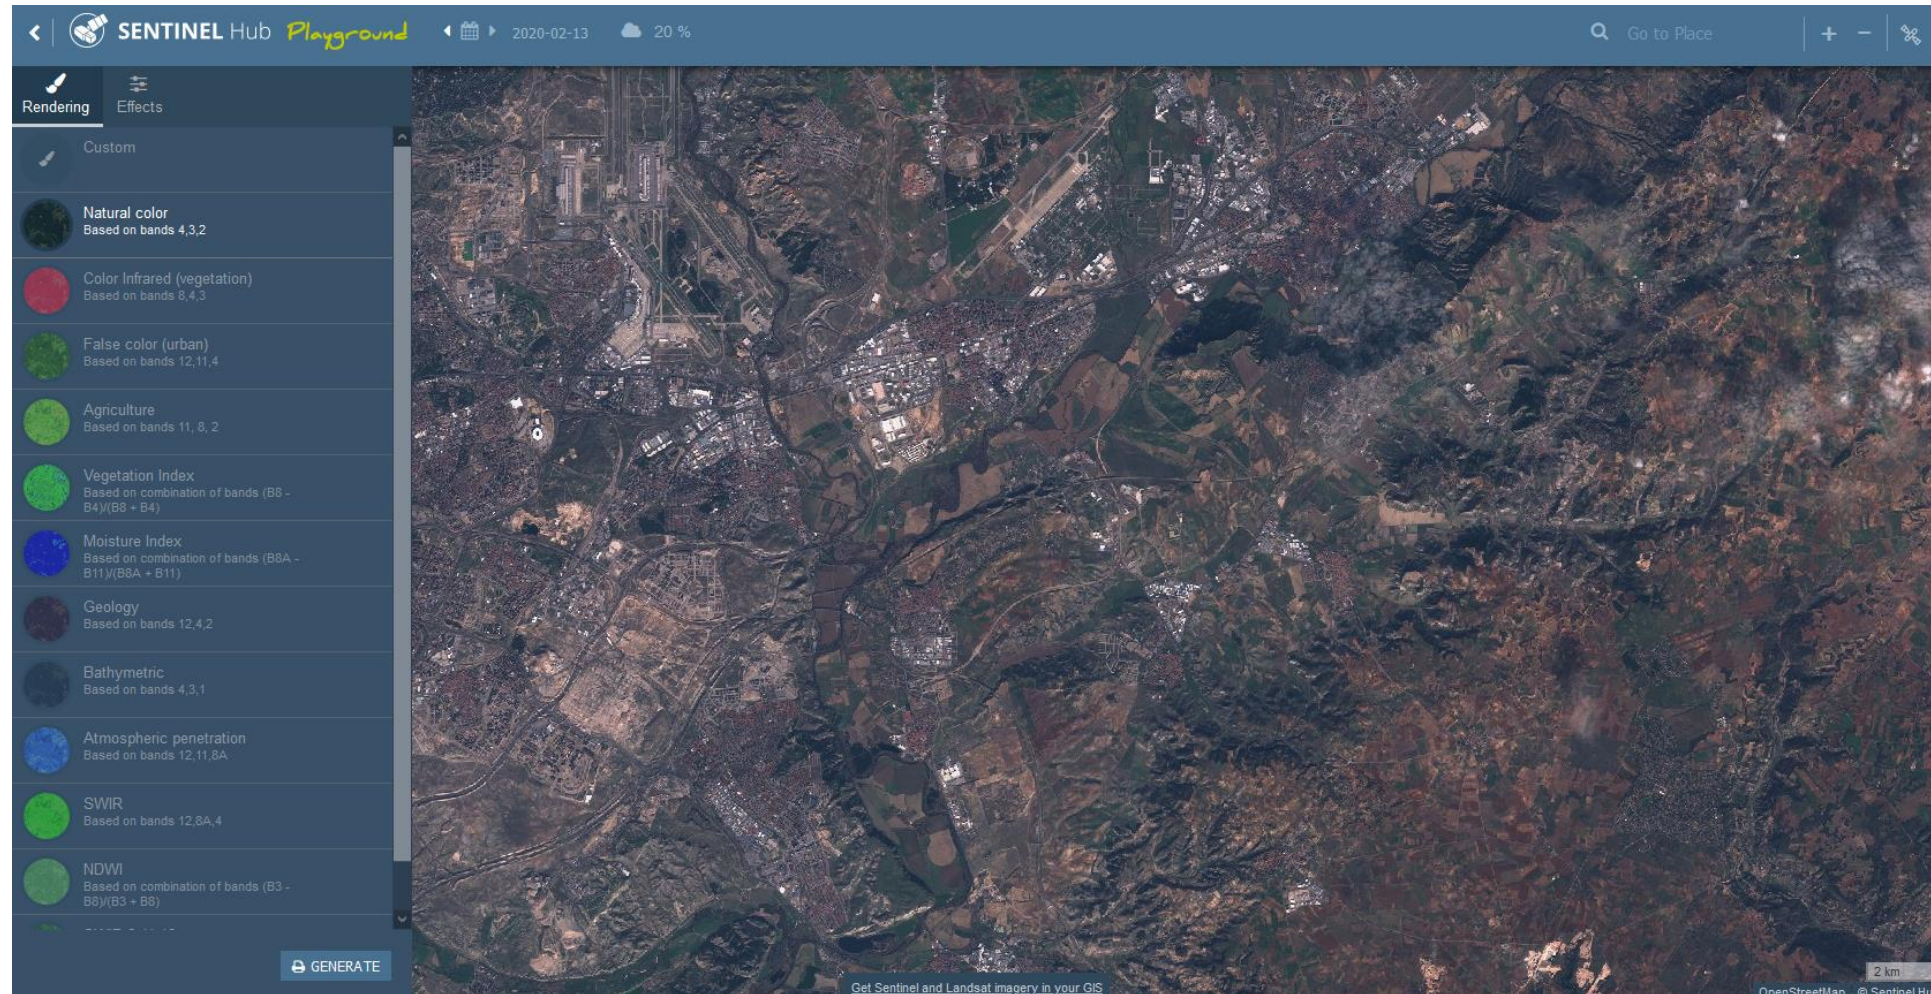 SENTINEL Hub Playground
2020-02-13
20 %
Go to Place
Rendering
Effects
Custom
Natural color
Based on bands 4,3,2
Color Infrared (vegetation)
Based on bands 8,4,3
False color (urban)
Based on bands 12,11,4
Agriculture
Based on bands 11, 8, 2
Vegetation Index
Based on combination of bands (B8 -
B4)/(B8 + B4)
Moisture Index
Based on combination of bands (B8A -
B11)/(B8A + B11)
Geology
Based on bands 12,4,2
Bathymetric
Based on bands 4,3,1
Atmospheric penetration
Based on bands 12,11,8A
SWIR
Based on bands 12,8A,4
NDWI
Based on combination of bands (B3 -
B8)/(B3 + B8)
GENERATE
Get Sentinel and Landsat imagery in your GIS
2 km
OpenStreetMap © Sentinel Hu